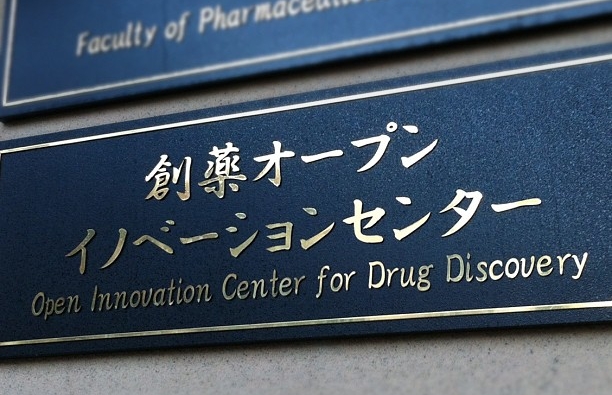 Faculty of Pharmaceutical
創薬オープン
イノベーションセンター
Open Innovation Center for Drug Discovery